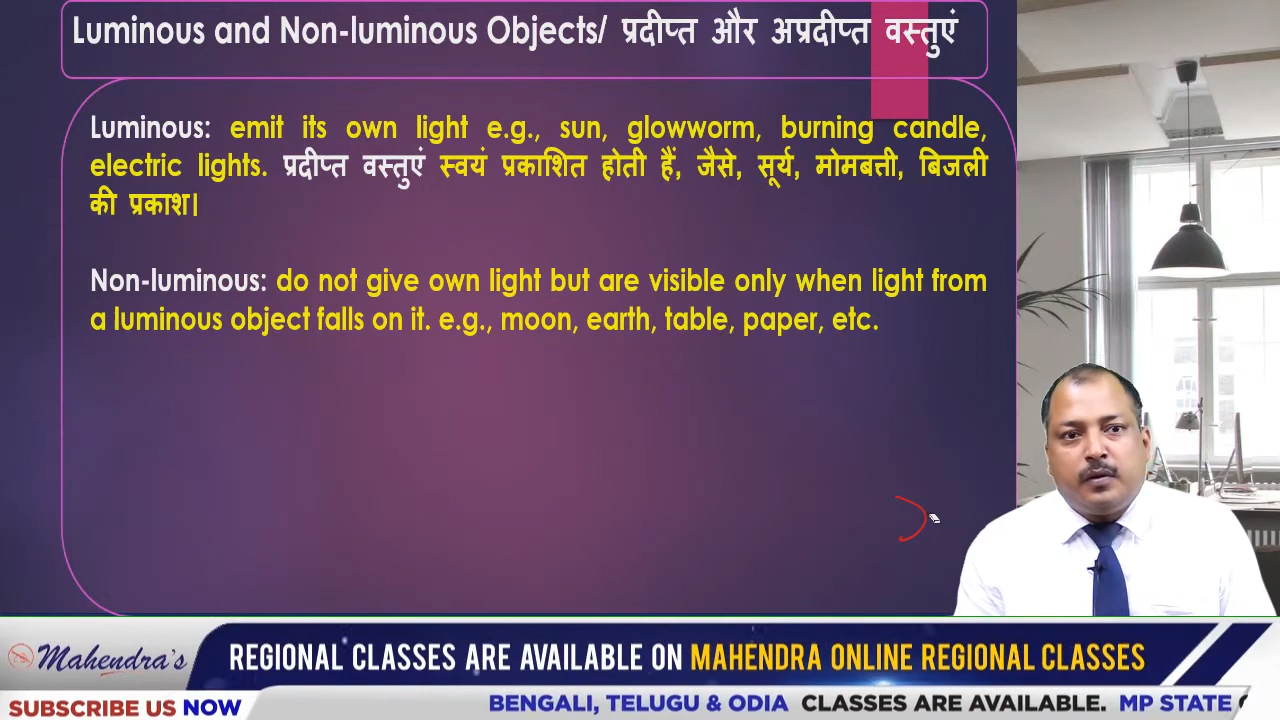 Luminous and Non-luminous Objects/ प्रदीप्त और अप्रदीप्त वस्तुएं
Luminous: emit its own light e.g., sun, glowworm, burning candle,
electric lights. प्रदीप्त वस्तुएं स्वयं प्रकाशित होती हैं, जैसे, सूर्य, मोमबत्ती, बिजली
की प्रकाश।
Non-luminous: do not give own light but are visible only when light from
a luminous object falls on it. e.g., moon, earth, table, paper, etc.
Mahendra's
REGIONAL CLASSES ARE AVAILABLE ON MAHENDRA ONLINE REGIONAL CLASSES
SUBSCRIBE US NOW
BENGALI, TELUGU & ODIA CLASSES ARE AVAILABLE. MP STATE